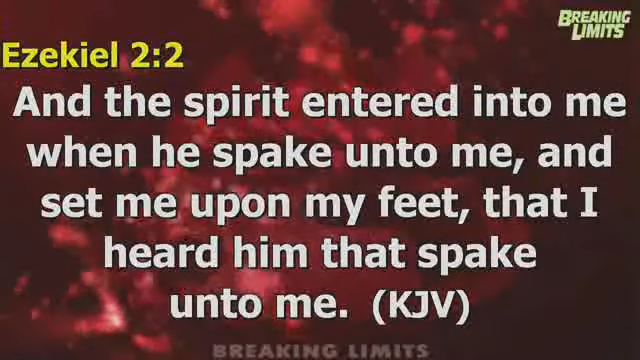 BREAKING
LIMITS
Ezekiel 2:2
And the spirit entered into me
when he spake unto me, and
set me upon my feet, that I
heard him that spake
unto me. (KJV)
BREAKING LIMITS